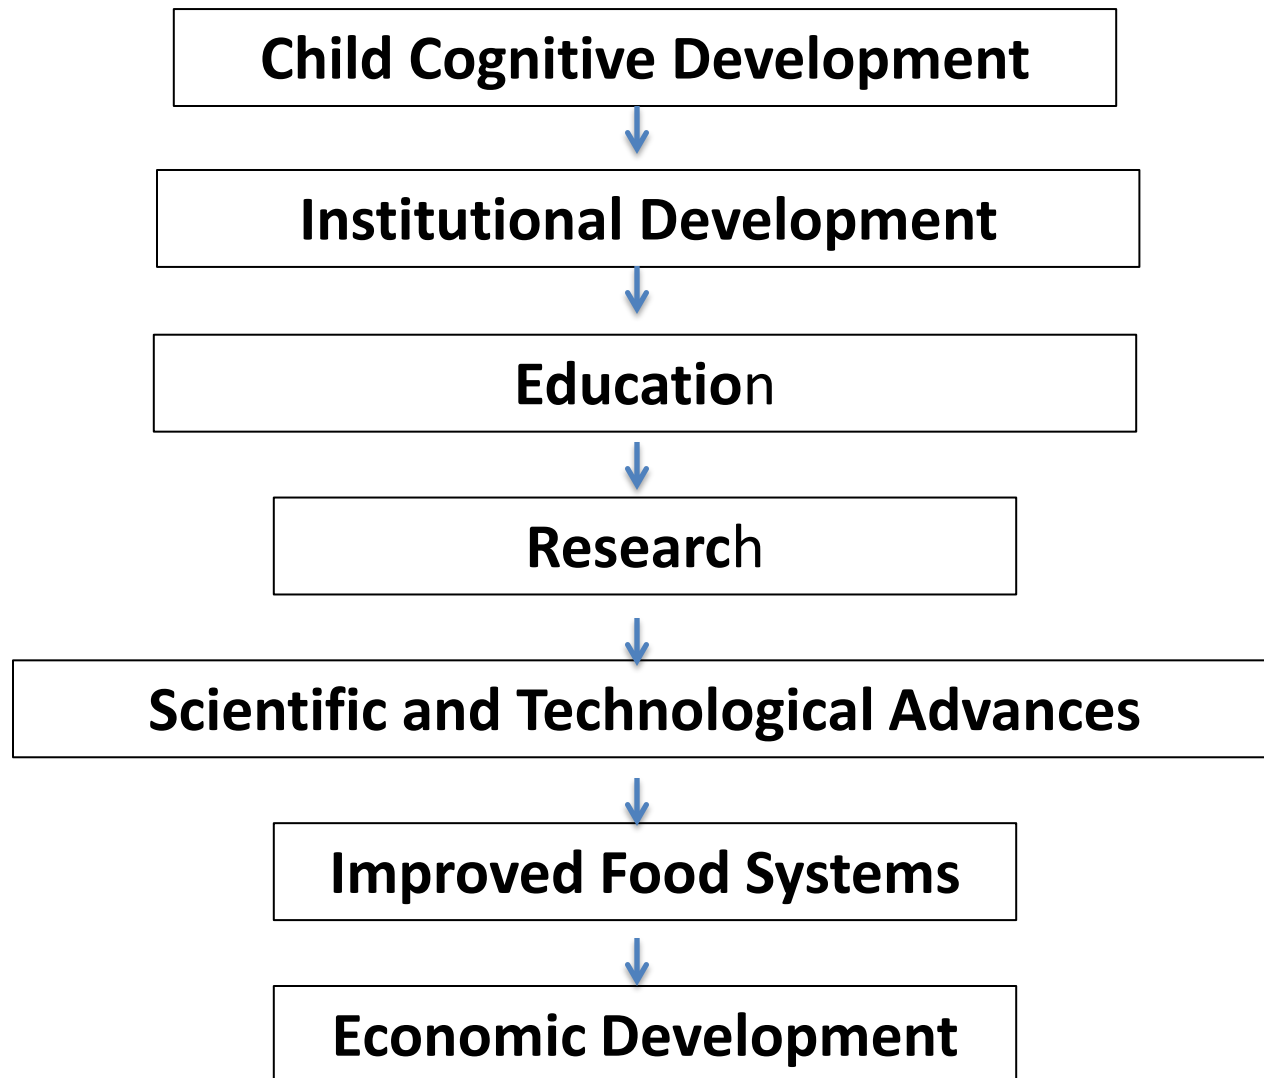 Child Cognitive Development
Institutional Development
Education
Research
Scientific and Technological Advances
Improved Food Systems
Economic Development